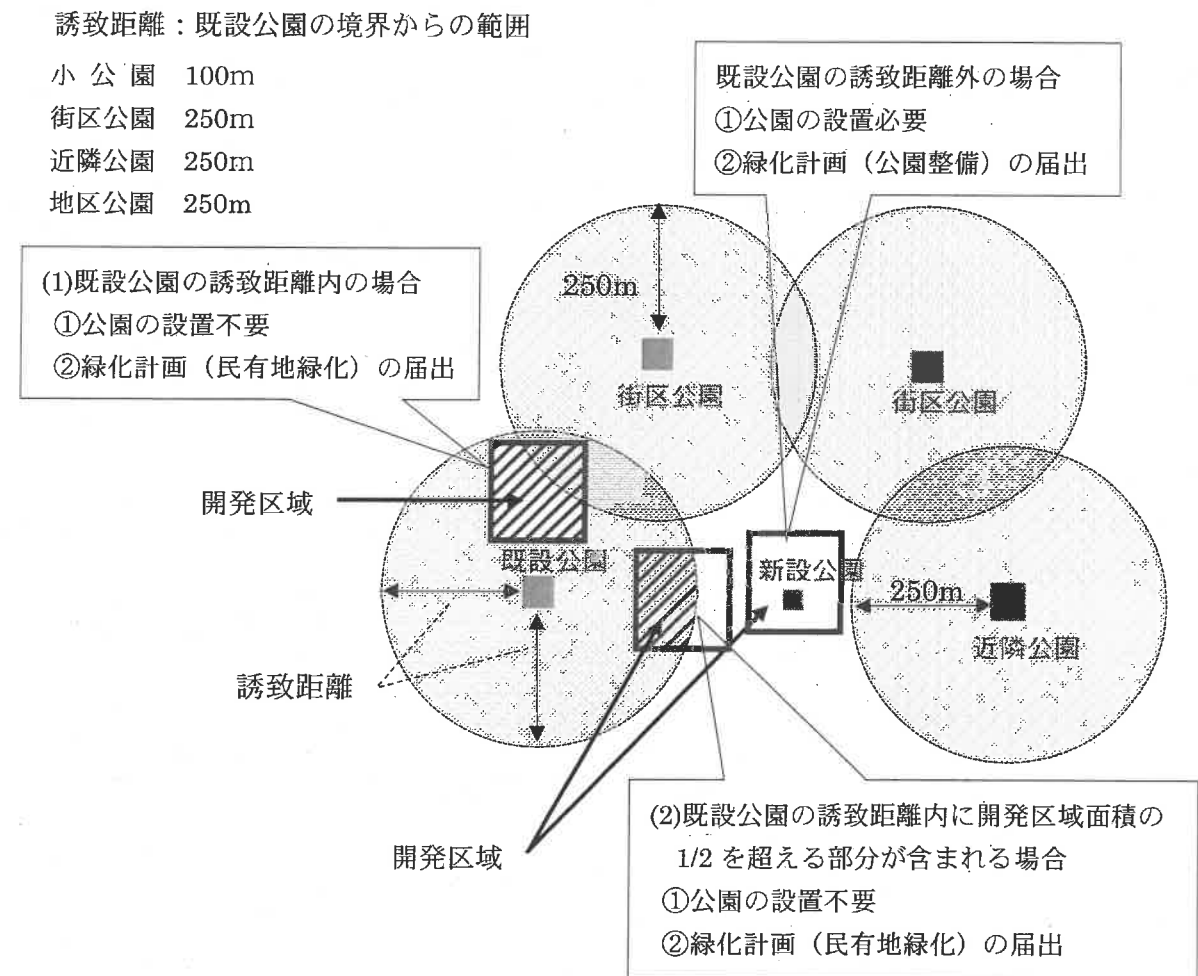 誘致距離：既設公園の境界からの範囲
小 公 園　100m
街区公園　250m
近隣公園　250m
地区公園　250m
既設公園の誘致距離外の場合
①公園の設置必要
②緑化計画（公園整備）の届出
(1)既設公園の誘致距離内の場合
①公園の設置不要
②緑化計画（民有地緑化）の届出
250m
街区公園
街区公園
開発区域
既設公園
新設公園
250m
近隣公園
誘致距離
開発区域
(2)既設公園の誘致距離内に開発区域面積の
1/2 を超える部分が含まれる場合
①公園の設置不要
②緑化計画（民有地緑化）の届出